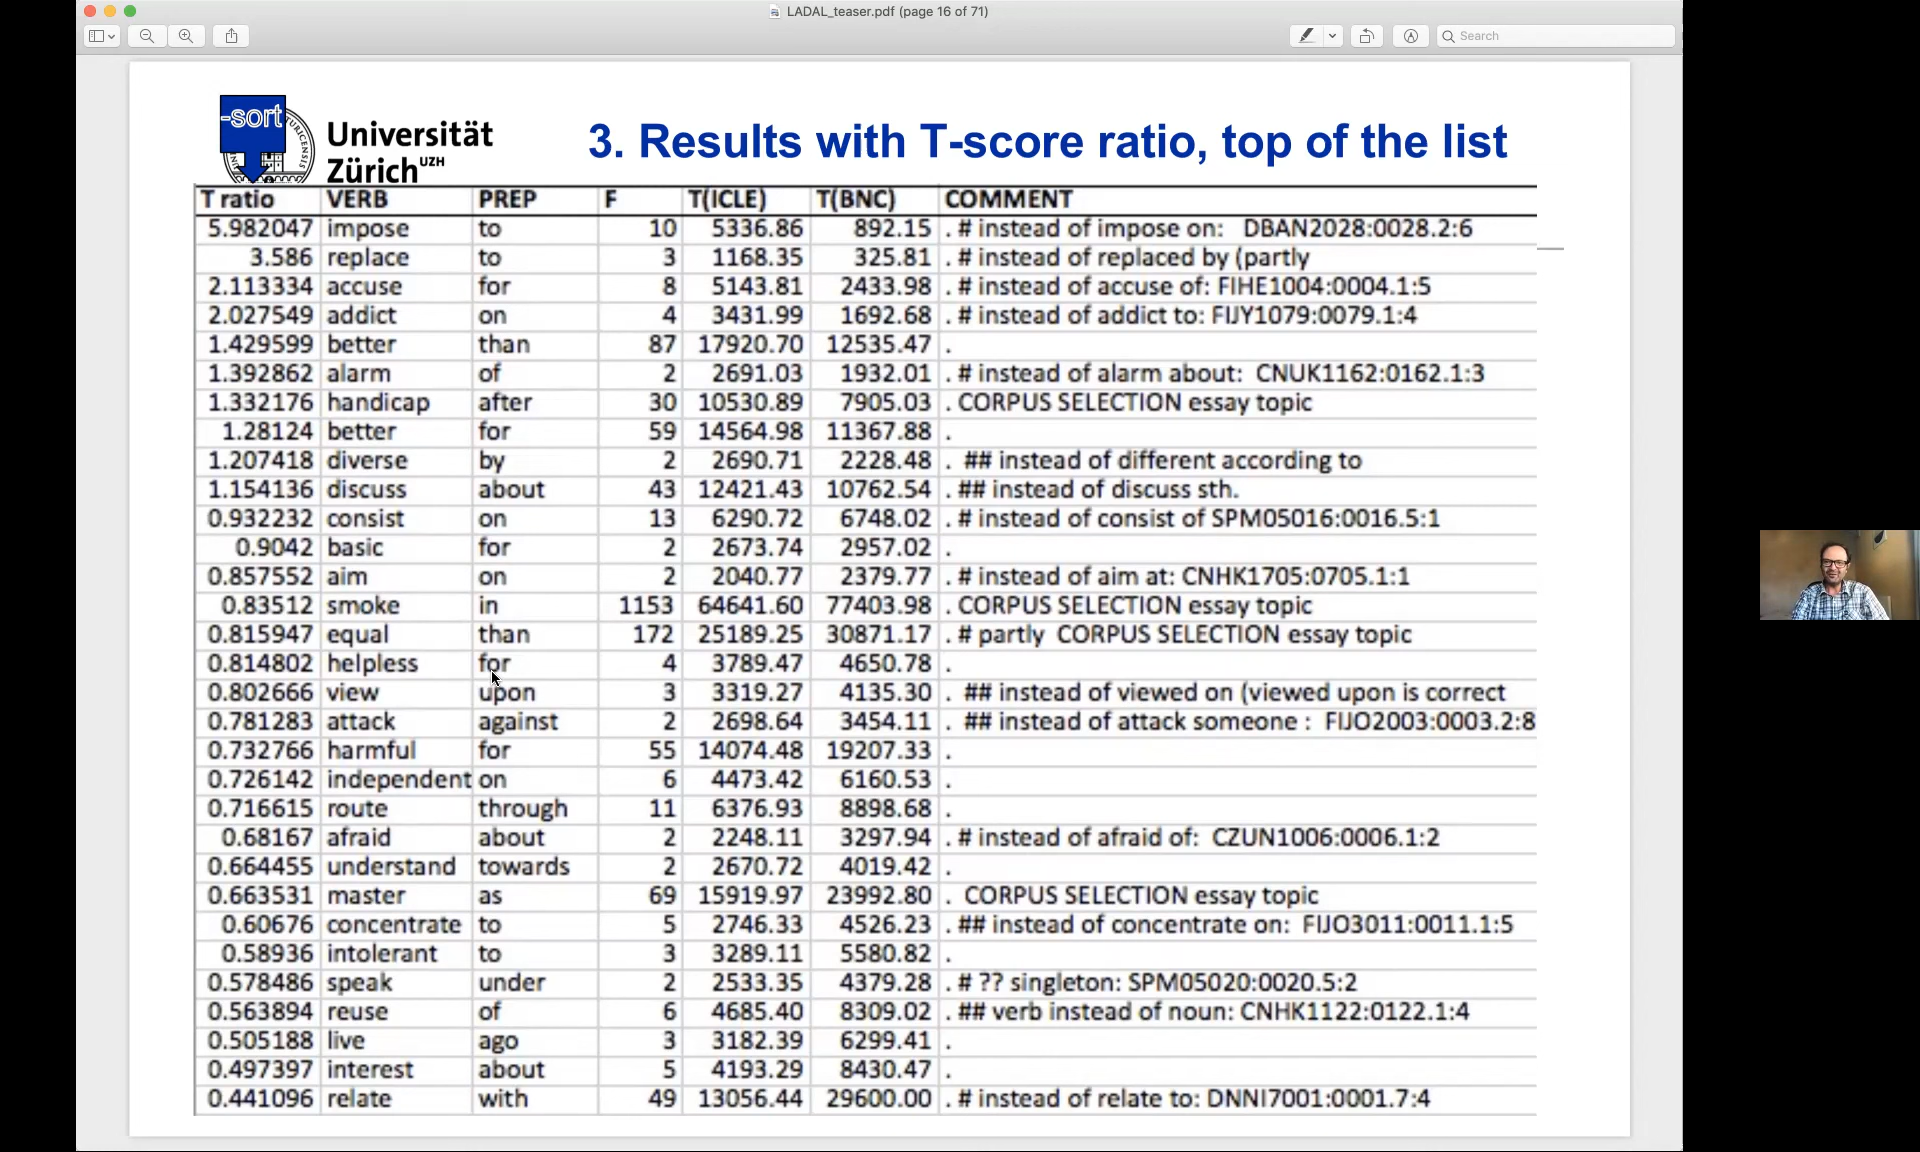 LADAL_teaser.pdf (page 16 of 71)
Search
-sort
Universität
Zürich UZH
3. Results with T-score ratio, top of the list
T ratio VERB PREP F T(ICLE) T(BNC) COMMENT
5.982047 impose to 10 5336.86 892.15 . # instead of impose on: DBAN2028:0028.2:6
3.586 replace to 3 1168.35 325.81 . # instead of replaced by (partly
2.113334 accuse for 8 5143.81 2433.98 . # instead of accuse of: FIHE1004:0004.1:5
2.027549 addict on 4 3431.99 1692.68 . # instead of addict to: FIJY1079:0079.1:4
1.429599 better than 87 17920.70 12535.47 .
1.392862 alarm of 2 2691.03 1932.01 . # instead of alarm about: CNUK1162:0162.1:3
1.332176 handicap after 30 10530.89 7905.03 . CORPUS SELECTION essay topic
1.28124 better for 59 14564.98 11367.88 .
1.207418 diverse by 2 2690.71 2228.48 . ## instead of different according to
1.154136 discuss about 43 12421.43 10762.54 . ## instead of discuss sth.
0.932232 consist on 13 6290.72 6748.02 . # instead of consist of SPM05016:0016.5:1
0.9042 basic for 2 2673.74 2957.02 .
0.857552 aim on 2 2040.77 2379.77 . # instead of aim at: CNHK1705:0705.1:1
0.83512 smoke in 1153 64641.60 77403.98 . CORPUS SELECTION essay topic
0.815947 equal than 172 25189.25 30871.17 . # partly CORPUS SELECTION essay topic
0.814802 helpless for 4 3789.47 4650.78 .
0.802666 view upon 3 3319.27 4135.30 . ## instead of viewed on (viewed upon is correct
0.781283 attack against 2 2698.64 3454.11 . ## instead of attack someone : FIJO2003:0003.2:8
0.732766 harmful for 55 14074.48 19207.33 .
0.726142 independent on 6 4473.42 6160.53 .
0.716615 route through 11 6376.93 8898.68 .
0.68167 afraid about 2 2248.11 3297.94 . # instead of afraid of: CZUN1006:0006.1:2
0.664455 understand towards 2 2670.72 4019.42 .
0.663531 master as 69 15919.97 23992.80 . CORPUS SELECTION essay topic
0.60676 concentrate to 5 2746.33 4526.23 . ## instead of concentrate on: FIJO3011:0011.1:5
0.58936 intolerant to 3 3289.11 5580.82 .
0.578486 speak under 2 2533.35 4379.28 . # ?? singleton: SPM05020:0020.5:2
0.563894 reuse of 6 4685.40 8309.02 . ## verb instead of noun: CNHK1122:0122.1:4
0.505188 live ago 3 3182.39 6299.41 .
0.497397 interest about 5 4193.29 8430.47 .
0.441096 relate with 49 13056.44 29600.00 . # instead of relate to: DNNI7001:0001.7:4